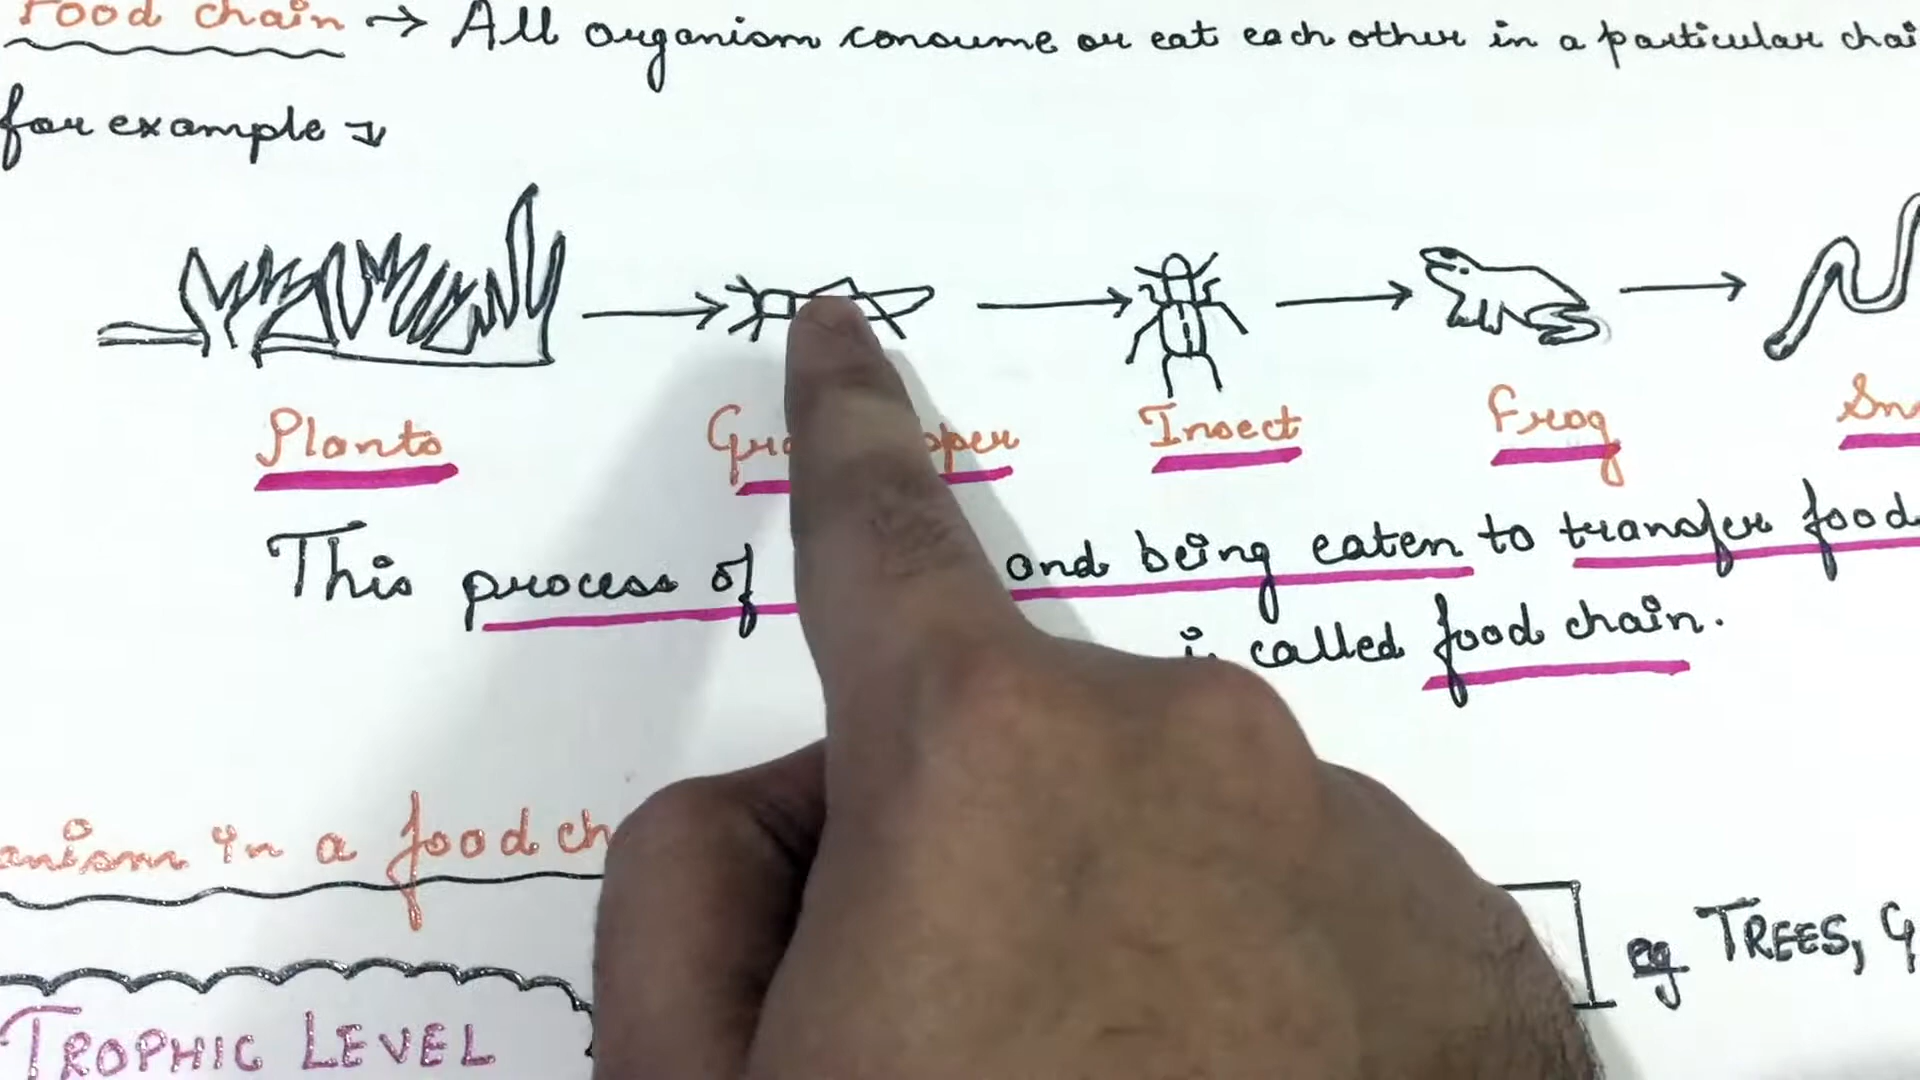 Food chain → All organism consume or eat each other in a particular chai
for example
Plants Insect Frog
This process of and being eaten to transfer food
is called food chain.
in a food ch
eg TREES,
TROPHIC LEVEL